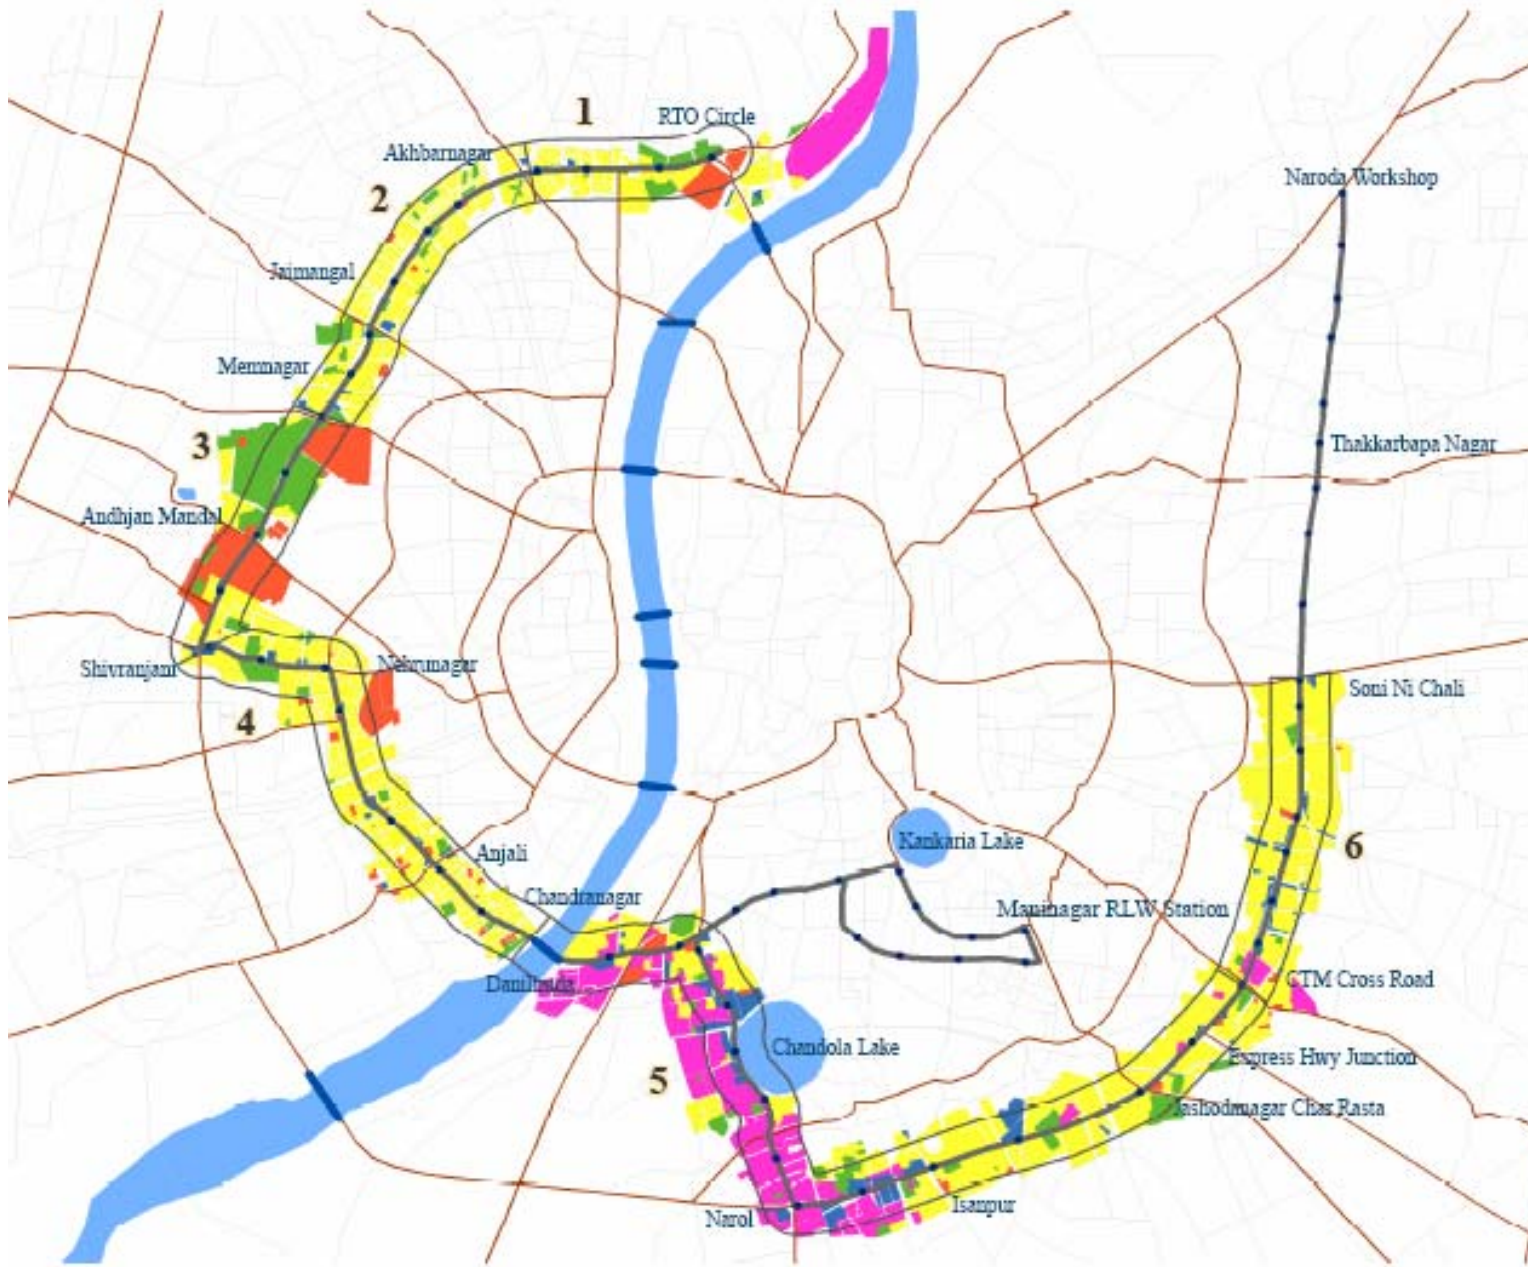 1
RTO Circle
Akhbarnagar
Naroda Workshop
2
Jaimangal
Memnagar
3
Thakkarbapa Nagar
Andhjan Mandal
Shivranjani
Nehrunagar
Soni Ni Chali
4
Kankaria Lake
6
Anjali
Chandranagar
Maninagar RLW Station
Danilimda
CTM Cross Road
Chandola Lake
Express Hwy Junction
5
Jashodanagar Char Rasta
Isanpur
Narol